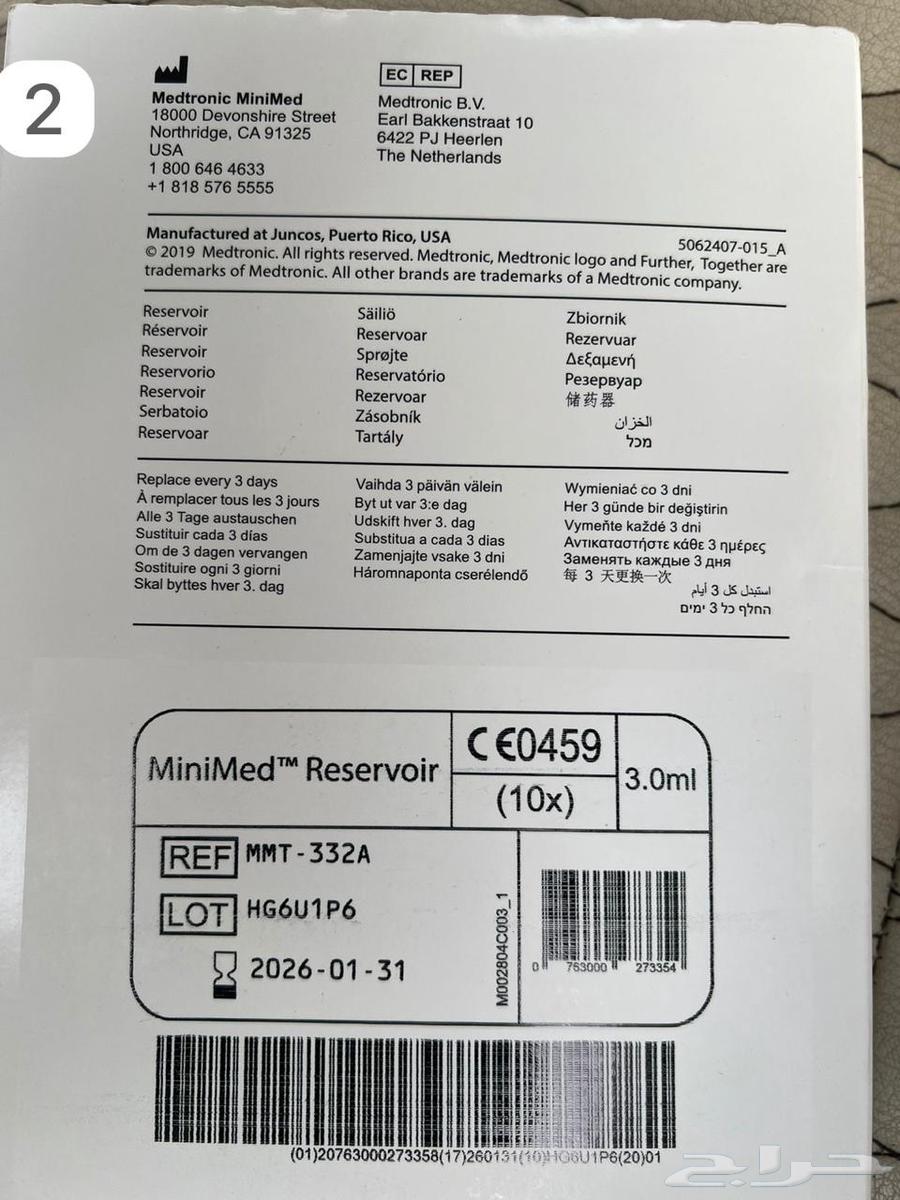 2
Medtronic MiniMed
18000 Devonshire Street
Northridge, CA 91325
USA
1 800 646 4633
+1 818 576 5555
EC REP
Medtronic B.V.
Earl Bakkenstraat 10
6422 PJ Heerlen
The Netherlands
Manufactured at Juncos, Puerto Rico, USA
5062407-015_A
© 2019 Medtronic. All rights reserved. Medtronic, Medtronic logo and Further, Together are
trademarks of Medtronic. All other brands are trademarks of a Medtronic company.
Reservoir
Réservoir
Reservoir
Reservorio
Reservoir
Serbatoio
Reservoar
Säiliö
Reservoar
Sprøjte
Reservatório
Rezervoar
Zásobník
Tartály
Zbiornik
Rezervuar
Δεξαμενή
Резервуар
储药器
الخزان
מכל
Replace every 3 days
À remplacer tous les 3 jours
Alle 3 Tage austauschen
Sustituir cada 3 días
Om de 3 dagen vervangen
Sostituire ogni 3 giorni
Skal byttes hver 3. dag
Vaihda 3 päivän välein
Byt ut var 3:e dag
Udskift hver 3. dag
Substitua a cada 3 dias
Zamenjajte vsake 3 dni
Háromnaponta cserélendő
Wymieniać co 3 dni
Her 3 günde bir değiştirin
Vymeňte každé 3 dni
Αντικαταστήστε κάθε 3 ημέρες
Заменять каждые 3 дня
每 3 天更换一次
استبدل كل 3 أيام
החלף כל 3 ימים
MiniMed™ Reservoir
CE0459
(10x)
3.0ml
REF MMT-332A
LOT HG6U1P6
2026-01-31
M002804C003_1
0 763000 273354
(01)20763000273358(17)260131(10)HG6U1P6(20)01
حراج